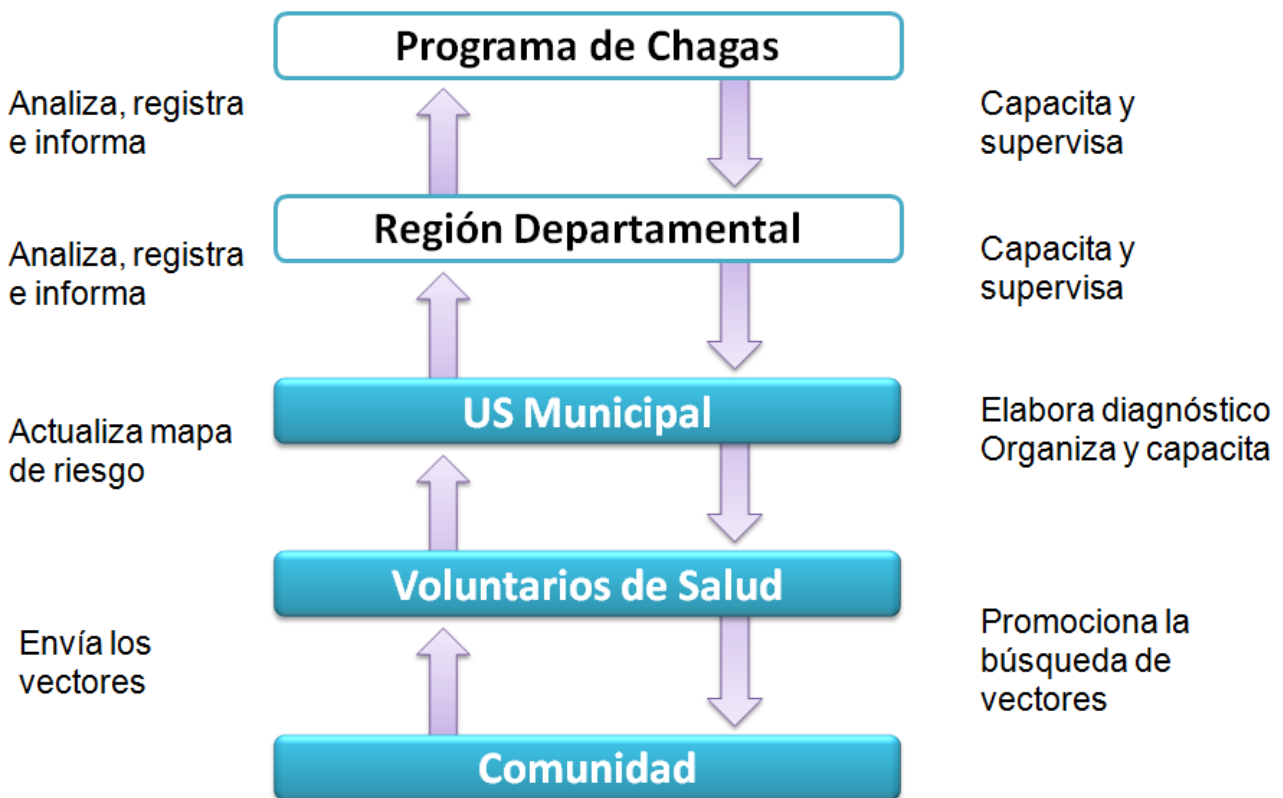 Programa de Chagas
Analiza, registra
e informa
Capacita y
supervisa
Región Departamental
Analiza, registra
e informa
Capacita y
supervisa
US Municipal
Actualiza mapa
de riesgo
Elabora diagnóstico
Organiza y capacita
Voluntarios de Salud
Envía los
vectores
Promociona la
búsqueda de
vectores
Comunidad